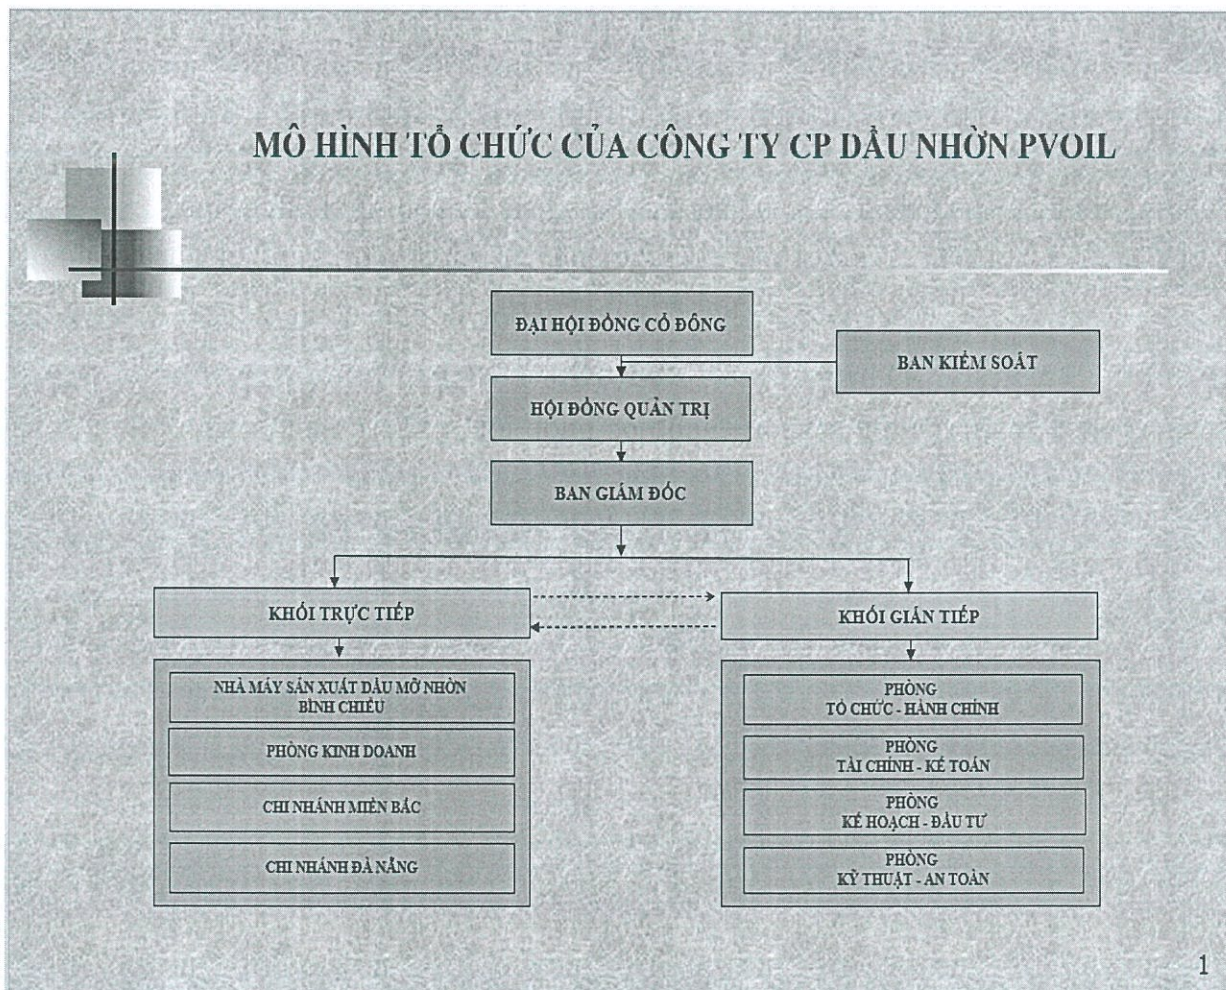 MÔ HÌNH TỔ CHỨC CỦA CÔNG TY CP DẦU NHỜN PVOIL
ĐẠI HỘI ĐỒNG CỔ ĐÔNG
BAN KIỂM SOÁT
HỘI ĐỒNG QUẢN TRỊ
BAN GIÁM ĐỐC
KHỐI TRỰC TIẾP
KHỐI GIÁN TIẾP
NHÀ MÁY SẢN XUẤT DẦU MỠ NHỜN
BÌNH CHIỂU
PHÒNG KINH DOANH
CHI NHÁNH MIỀN BẮC
CHI NHÁNH ĐÀ NẴNG
PHÒNG
TỔ CHỨC - HÀNH CHÍNH
PHÒNG
TÀI CHÍNH - KẾ TOÁN
PHÒNG
KẾ HOẠCH - ĐẦU TƯ
PHÒNG
KỸ THUẬT - AN TOÀN
1